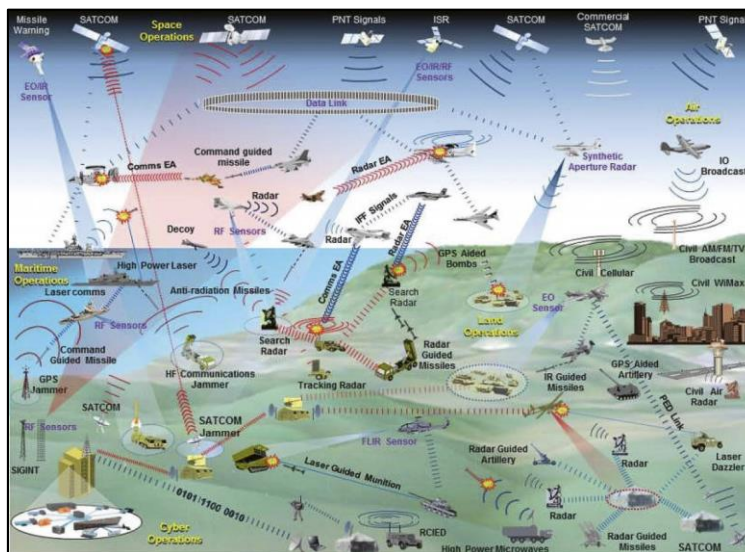 Missile
Warning
SATCOM
Space
Operations
SATCOM
PNT Signals
ISR
SATCOM
Commercial
SATCOM
PNT Signal
EO/IR
Sensor
EO/IR/RF
Sensors
Data Link
Air
Operations
Comms EA
Command guided
missile
Radar EA
Synthetic
Aperture Radar
IO
Broadcast
Radar
RF Sensors
IFF Signals
Decoy
Radar
Radar EA
GPS Aided
Bombs
Civil AM/FM/TV
Broadcast
Civil Cellular
Maritime
Operations
High Power Laser
Laser comms
Anti-radiation Missiles
Comms EA
Search
Radar
EO
Sensor
Civil WiMax
RF Sensors
Land
Operations
Command
Guided Missile
Search
Radar
Radar
Guided
Missiles
GPS
Jammer
HF Communications
Jammer
Tracking Radar
IR Guided
Missiles
GPS Aided
Artillery
Civil Air
Radar
PED Link
SATCOM
SATCOM
Jammer
RF Sensors
FLIR Sensor
SIGINT
Laser Guided Munition
Radar Guided
Artillery
Radar
Laser
Dazzler
0101 1100 0010
Radar
RCIED
Cyber
Operations
High Power Microwaves
Radar Guided
Missiles
SATCOM